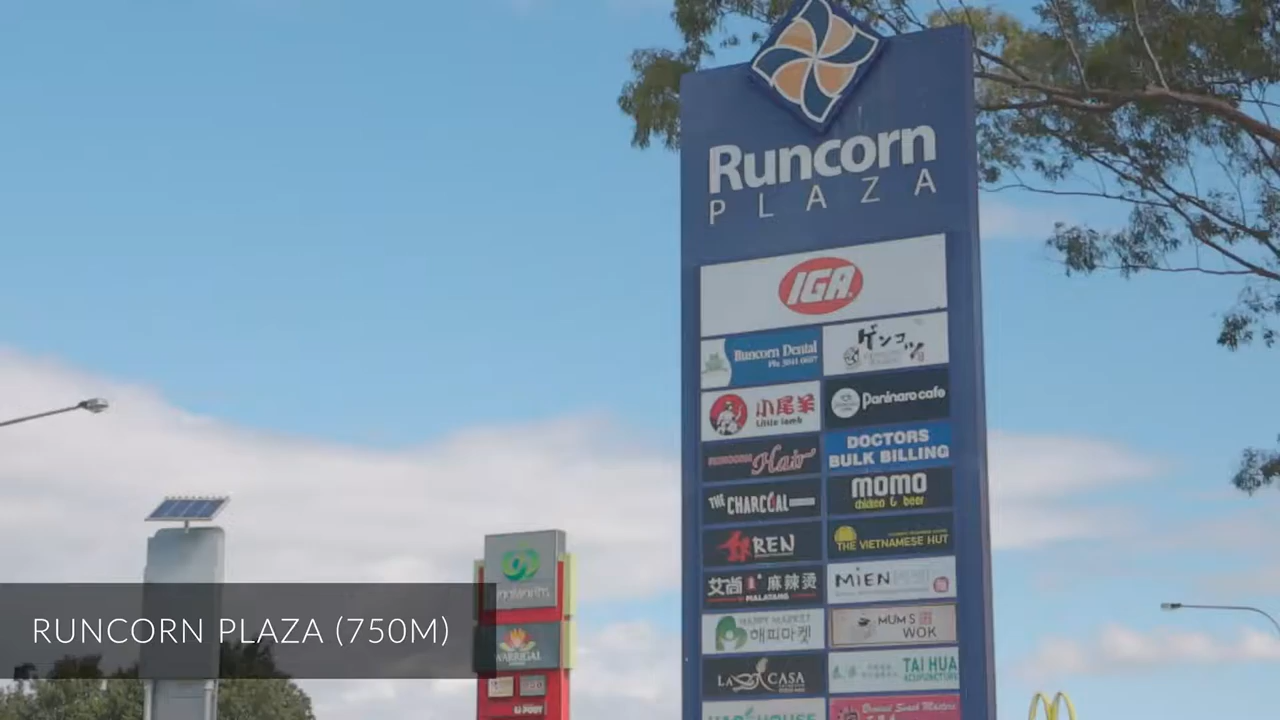 Runcorn
PLAZA
IGA
Runcorn Dental
ゲンコツ
小尾羊
Little lamb
Paninaro cafe
Hair
DOCTORS
BULK BILLING
THE CHARCOAL
MOMO
chicken & beer
REN
THE VIETNAMESE HUT
艾尚 麻辣烫
MALATANG
MiEN
HAPPY MARKET
해피마켓
MUM'S
WOK
LA CASA
TAI HUA
ACUPUNCTURE
Woolworths
WARRIGAL
RUNCORN PLAZA (750M)